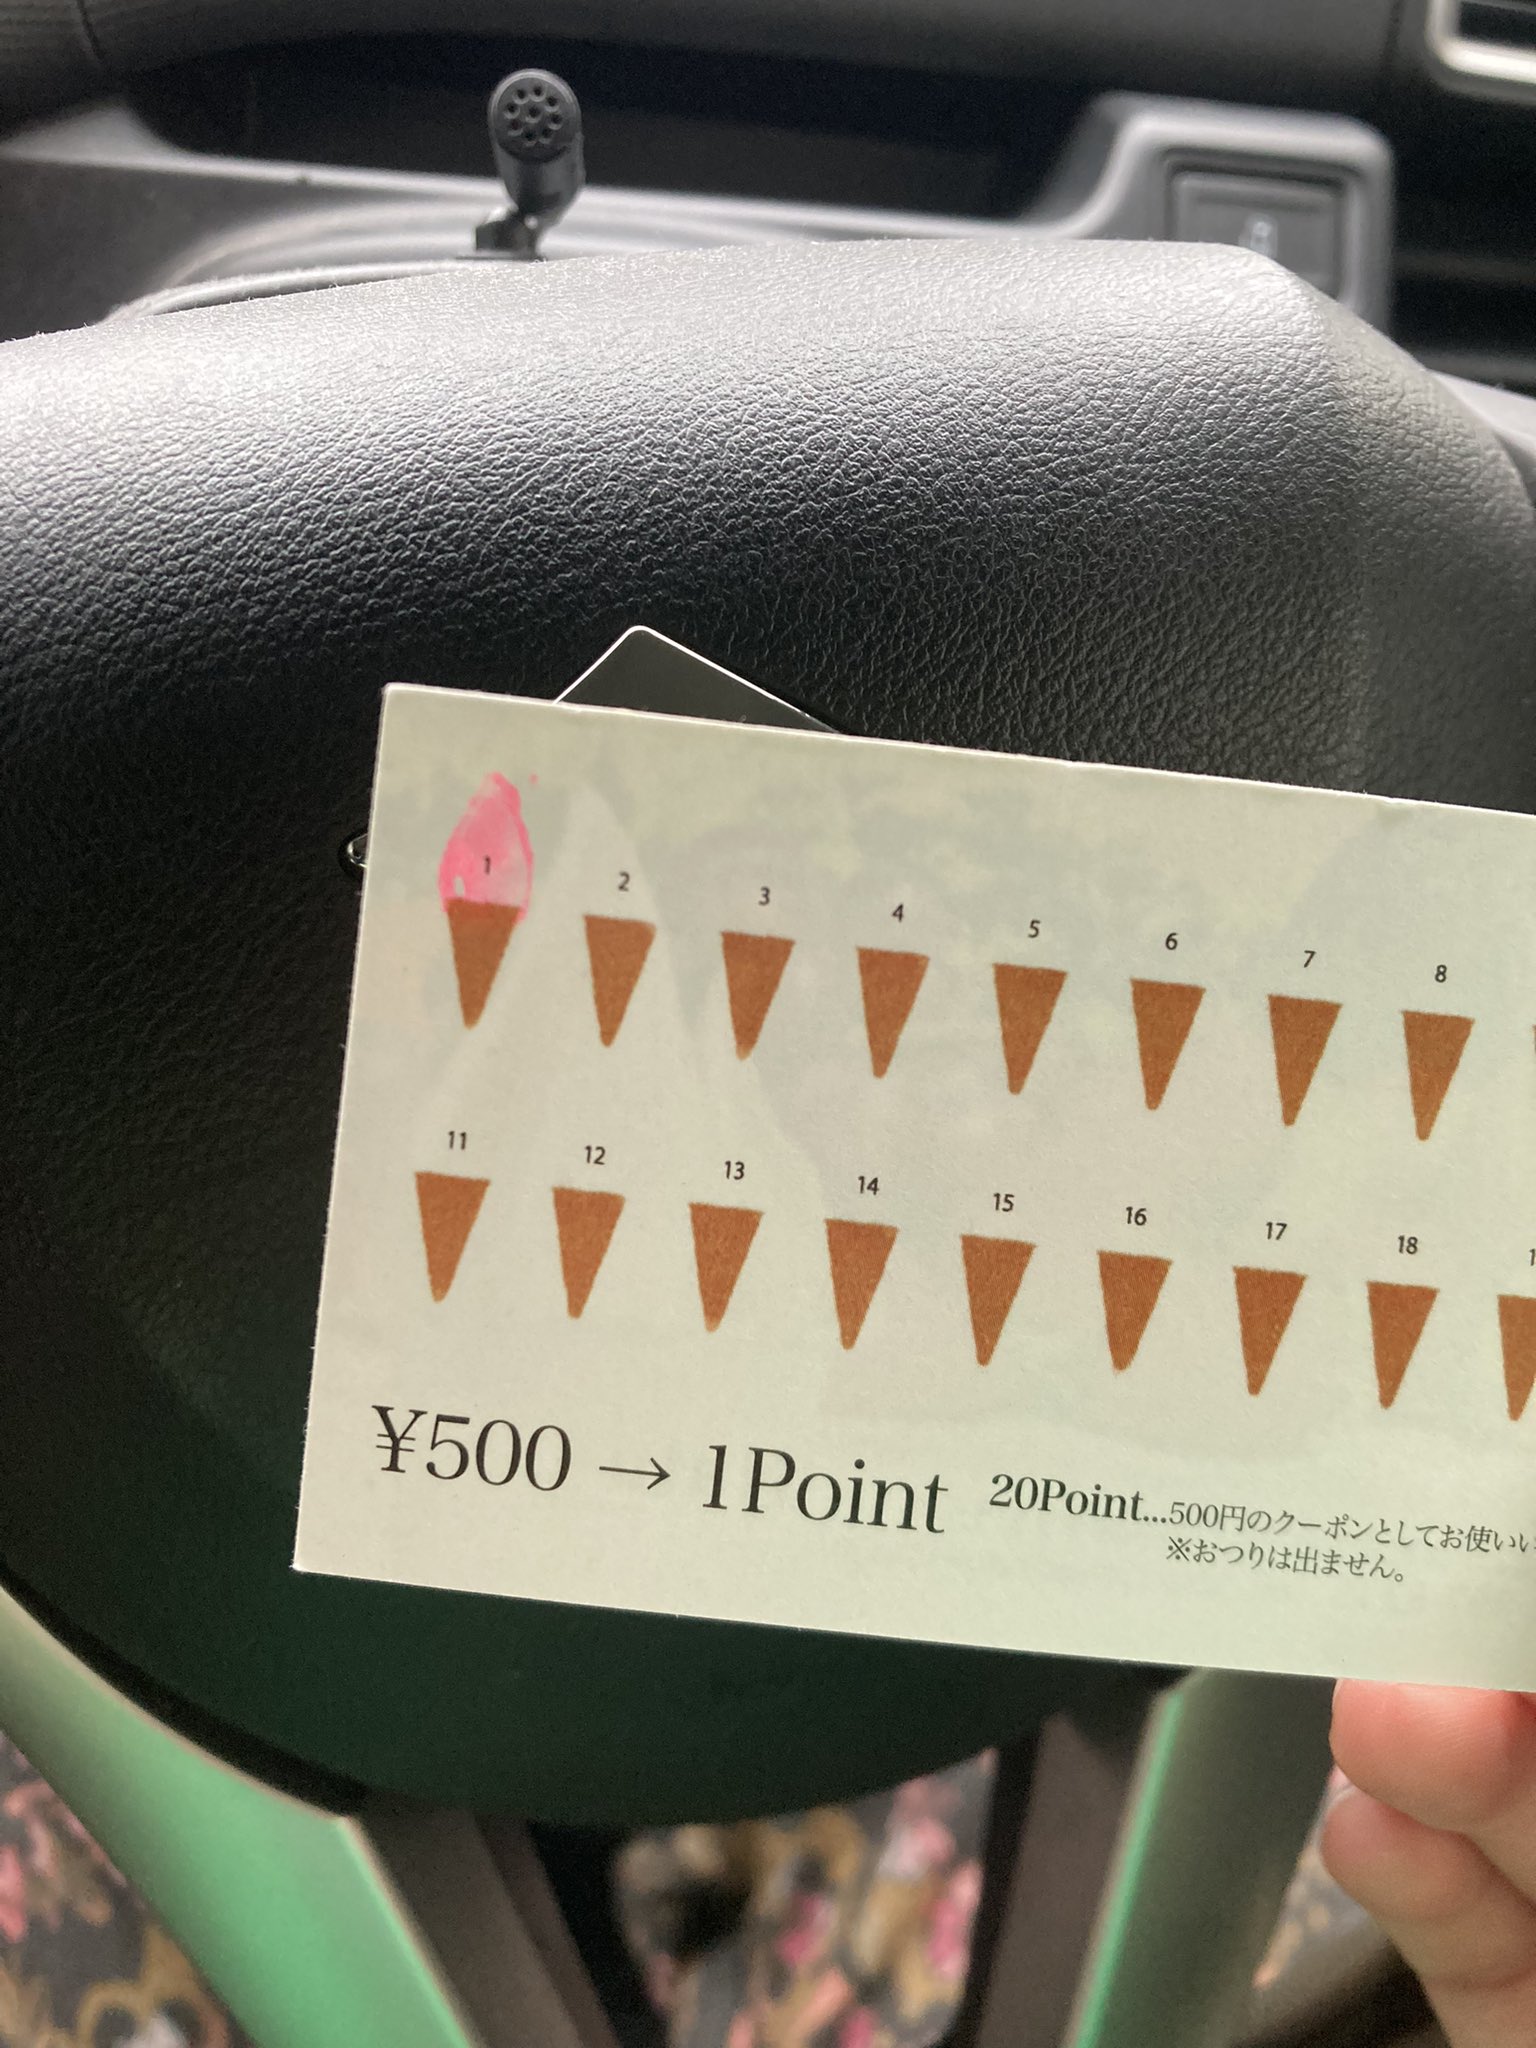 1 2 3 4 5 6 7 8
11 12 13 14 15 16 17 18
¥500 → 1Point 20Point...500円のクーポンとしてお使いい
※おつりは出ません。